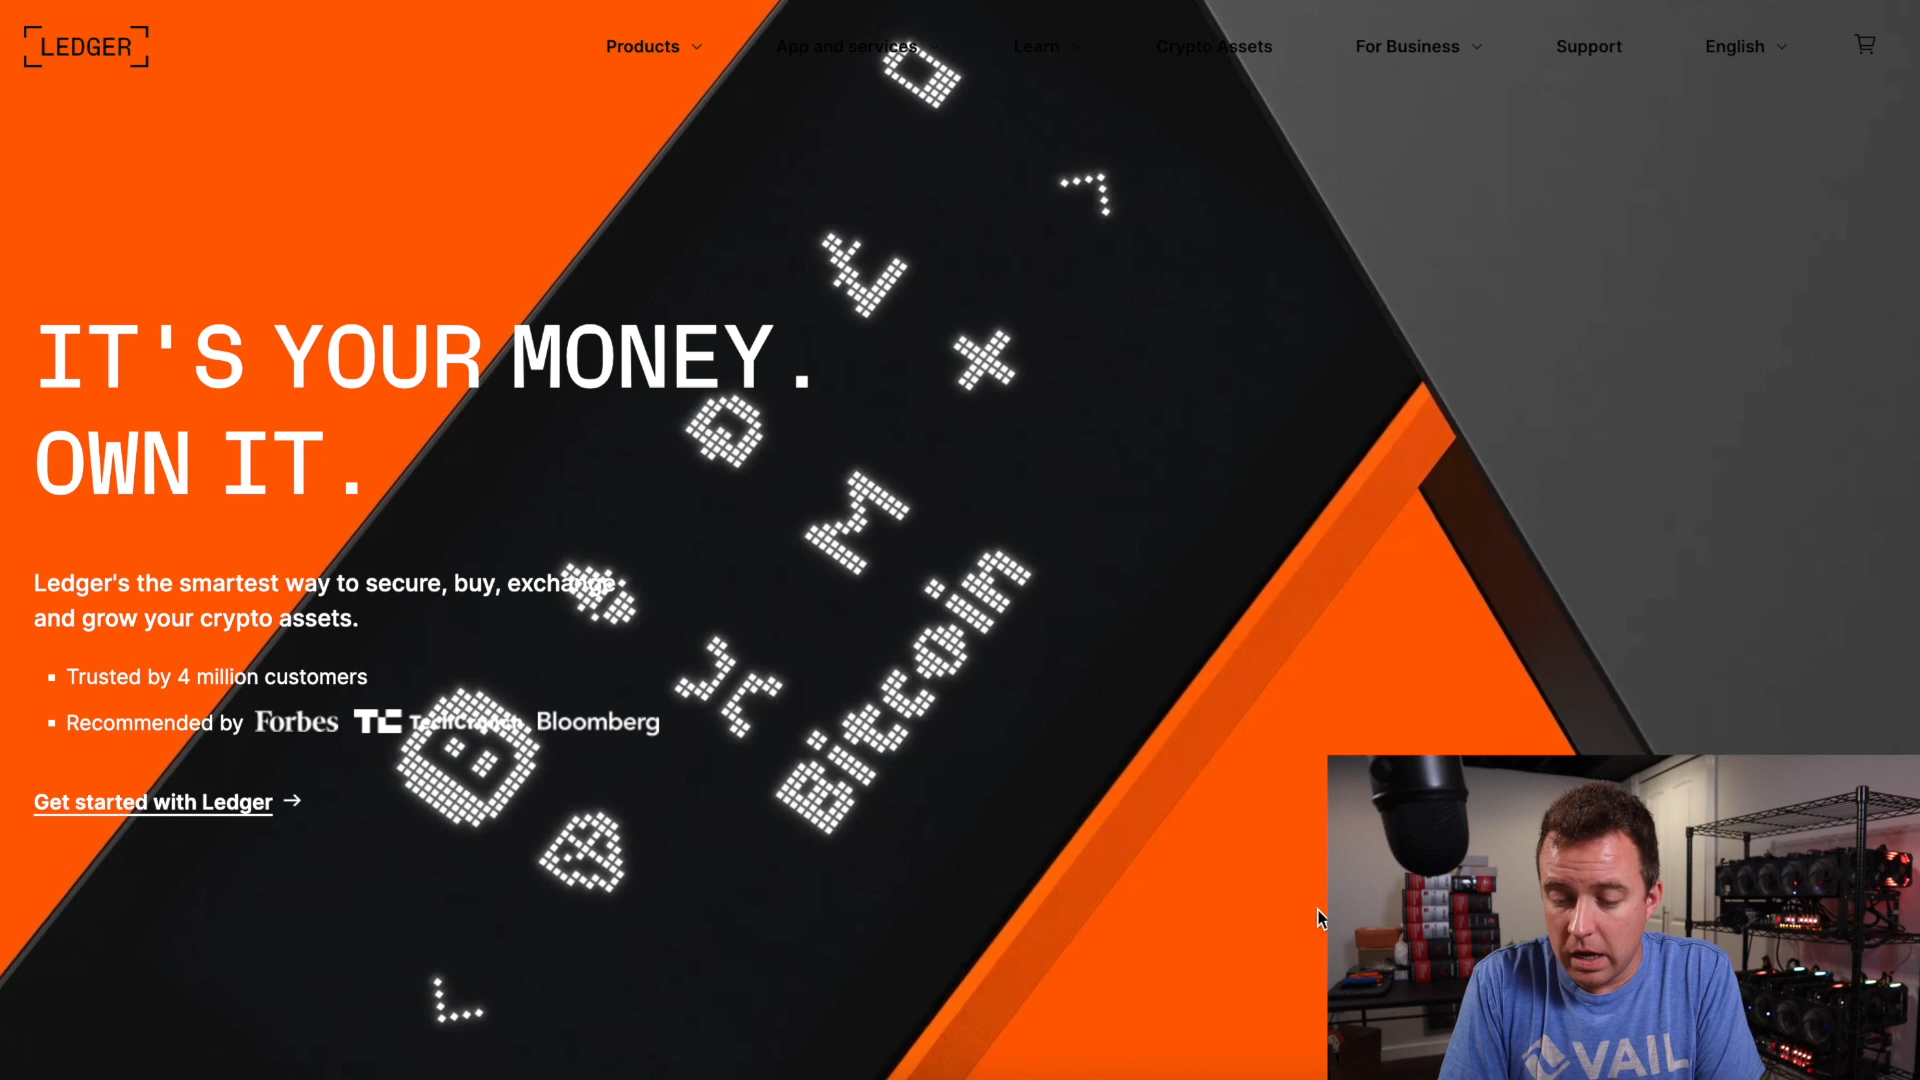 LEDGER
Products
App and services
Learn
Crypto Assets
For Business
Support
English
IT'S YOUR MONEY.
OWN IT.
Ledger's the smartest way to secure, buy, exchange
and grow your crypto assets.
Trusted by 4 million customers
Recommended by Forbes TC TechCrunch Bloomberg
Get started with Ledger
Bitcoin
VAIL